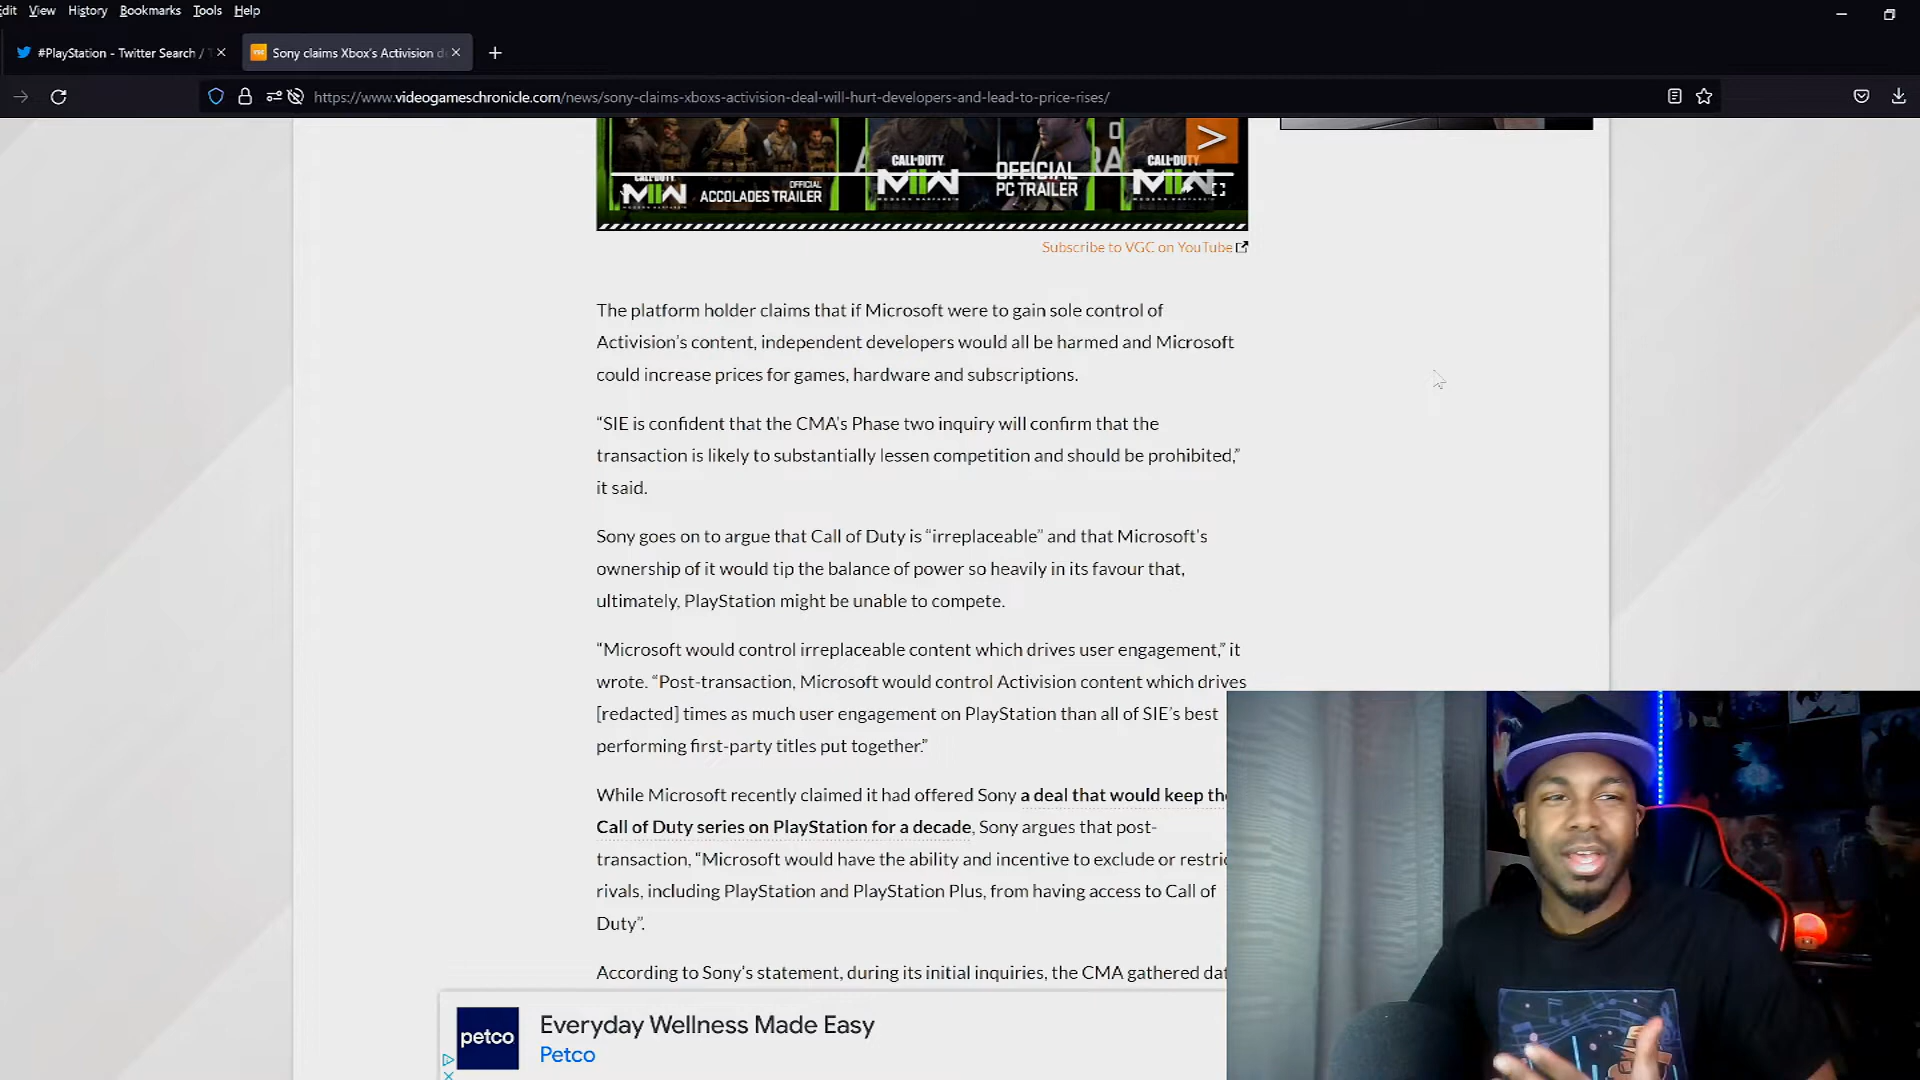 Edit View History Bookmarks Tools Help
#PlayStation - Twitter Search / T
VGC Sony claims Xbox's Activision de
https://www.videogameschronicle.com/news/sony-claims-xboxs-activision-deal-will-hurt-developers-and-lead-to-price-rises/
CALL·DUTY CALL·DUTY
MWII OFFICIAL ACCOLADES TRAILER MWII OFFICIAL PC TRAILER MWII
MODERN WARFARE II MODERN WARFARE II
Subscribe to VGC on YouTube
The platform holder claims that if Microsoft were to gain sole control of
Activision's content, independent developers would all be harmed and Microsoft
could increase prices for games, hardware and subscriptions.
“SIE is confident that the CMA's Phase two inquiry will confirm that the
transaction is likely to substantially lessen competition and should be prohibited,”
it said.
Sony goes on to argue that Call of Duty is “irreplaceable” and that Microsoft's
ownership of it would tip the balance of power so heavily in its favour that,
ultimately, PlayStation might be unable to compete.
“Microsoft would control irreplaceable content which drives user engagement,” it
wrote. “Post-transaction, Microsoft would control Activision content which drives
[redacted] times as much user engagement on PlayStation than all of SIE's best
performing first-party titles put together.”
While Microsoft recently claimed it had offered Sony a deal that would keep the
Call of Duty series on PlayStation for a decade, Sony argues that post-
transaction, “Microsoft would have the ability and incentive to exclude or restri
rivals, including PlayStation and PlayStation Plus, from having access to Call of
Duty”.
According to Sony's statement, during its initial inquiries, the CMA gathered dat
petco
Everyday Wellness Made Easy
Petco